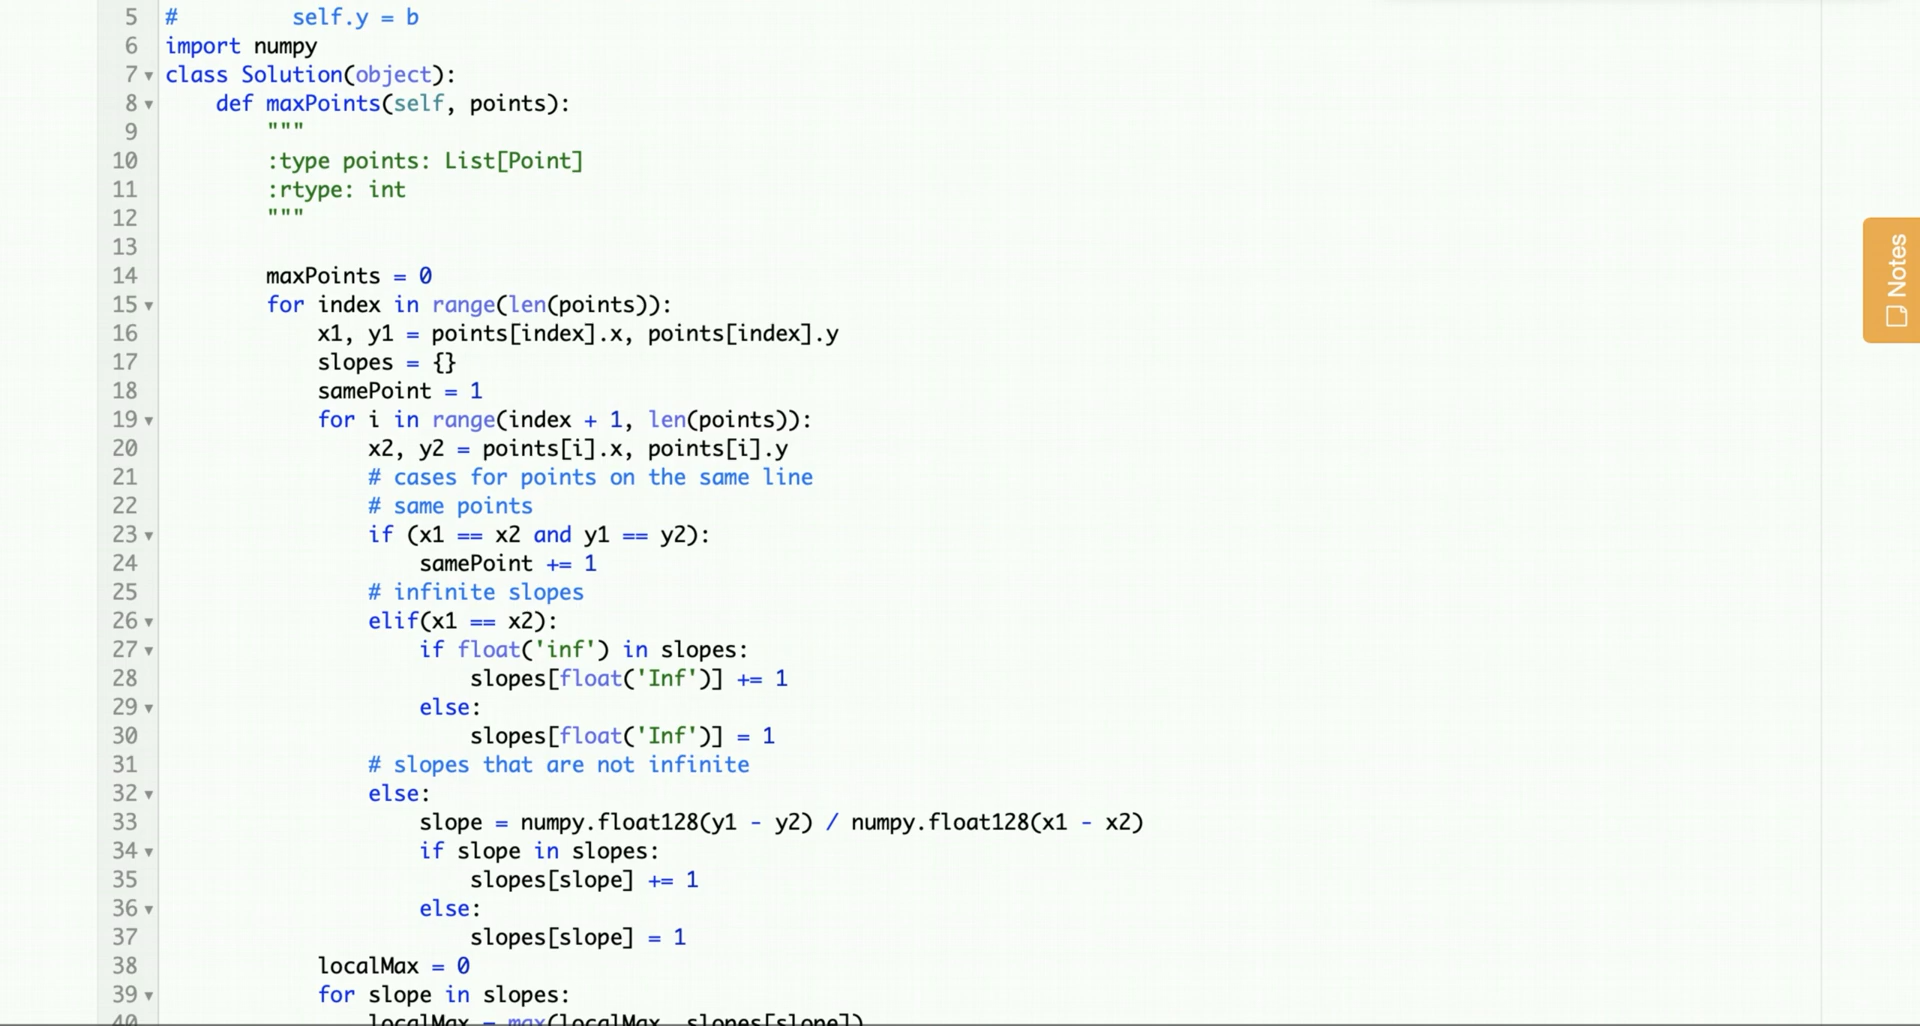 5 #         self.y = b
6 import numpy
7 class Solution(object):
8     def maxPoints(self, points):
9         """
10         :type points: List[Point]
11         :rtype: int
12         """
13
14         maxPoints = 0
15         for index in range(len(points)):
16             x1, y1 = points[index].x, points[index].y
17             slopes = {}
18             samePoint = 1
19             for i in range(index + 1, len(points)):
20                 x2, y2 = points[i].x, points[i].y
21                 # cases for points on the same line
22                 # same points
23                 if (x1 == x2 and y1 == y2):
24                     samePoint += 1
25                 # infinite slopes
26                 elif(x1 == x2):
27                     if float('inf') in slopes:
28                         slopes[float('Inf')] += 1
29                     else:
30                         slopes[float('Inf')] = 1
31                 # slopes that are not infinite
32                 else:
33                     slope = numpy.float128(y1 - y2) / numpy.float128(x1 - x2)
34                     if slope in slopes:
35                         slopes[slope] += 1
36                     else:
37                         slopes[slope] = 1
38             localMax = 0
39             for slope in slopes:
40                 localMax = max(localMax, slopes[slope])
Notes